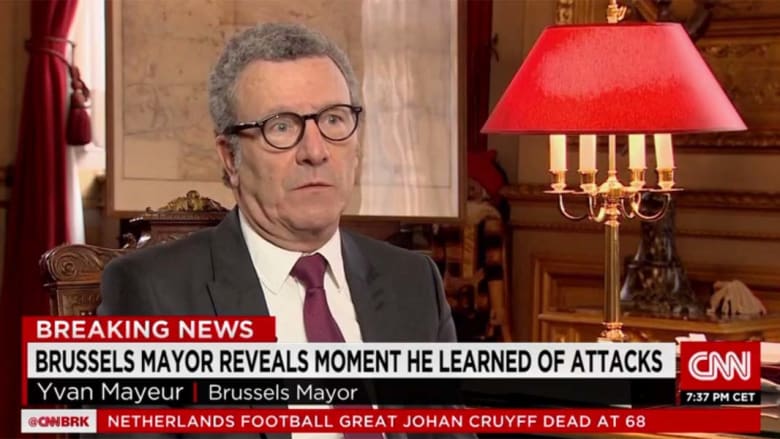 BREAKING NEWS
BRUSSELS MAYOR REVEALS MOMENT HE LEARNED OF ATTACKS
Yvan Mayeur | Brussels Mayor
CNN
7:37 PM CET
@CNNBRK
NETHERLANDS FOOTBALL GREAT JOHAN CRUYFF DEAD AT 68